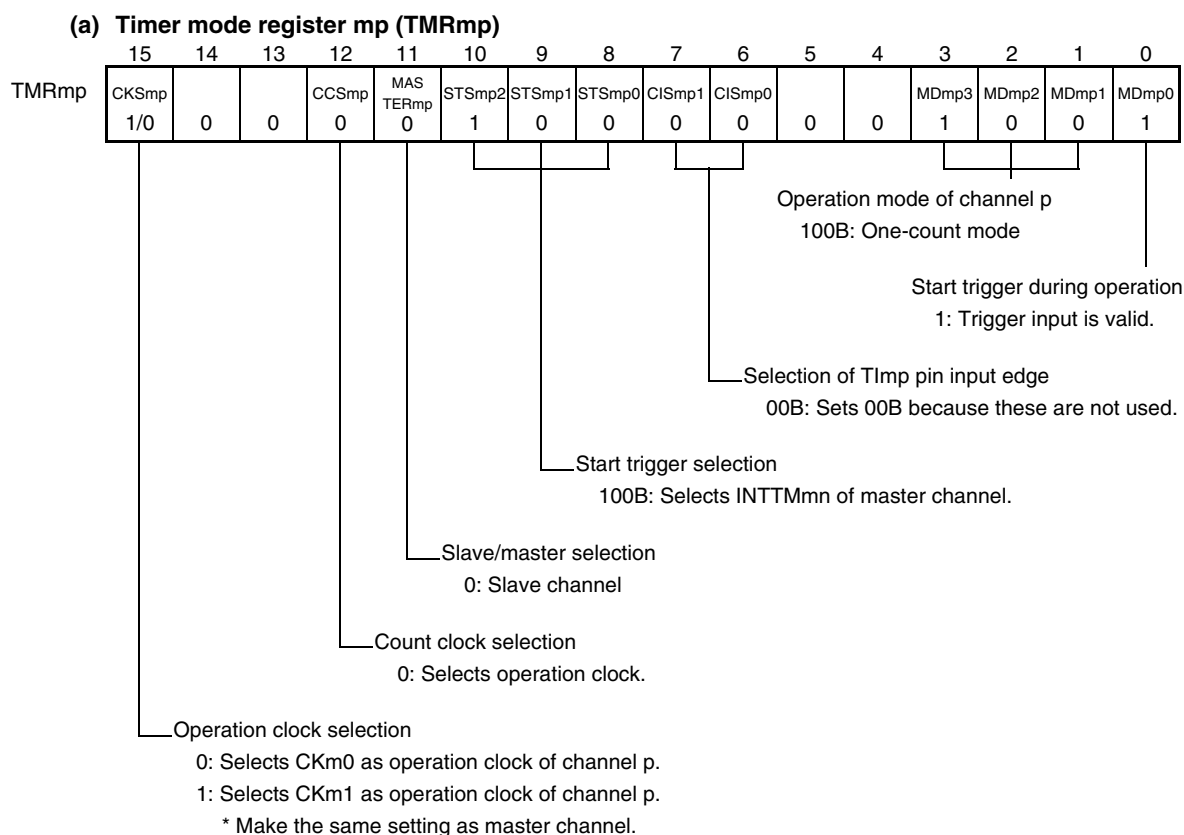 (a) Timer mode register mp (TMRmp)
15 14 13 12 11 10 9 8 7 6 5 4 3 2 1 0
TMRmp CKSmp CCSmp MAS TERmp STSmp2 STSmp1 STSmp0 CISmp1 CISmp0 MDmp3 MDmp2 MDmp1 MDmp0
1/0 0 0 0 0 1 0 0 0 0 0 0 1 0 0 1
Operation mode of channel p
100B: One-count mode
Start trigger during operation
1: Trigger input is valid.
Selection of TImp pin input edge
00B: Sets 00B because these are not used.
Start trigger selection
100B: Selects INTTMmn of master channel.
Slave/master selection
0: Slave channel
Count clock selection
0: Selects operation clock.
Operation clock selection
0: Selects CKm0 as operation clock of channel p.
1: Selects CKm1 as operation clock of channel p.
* Make the same setting as master channel.